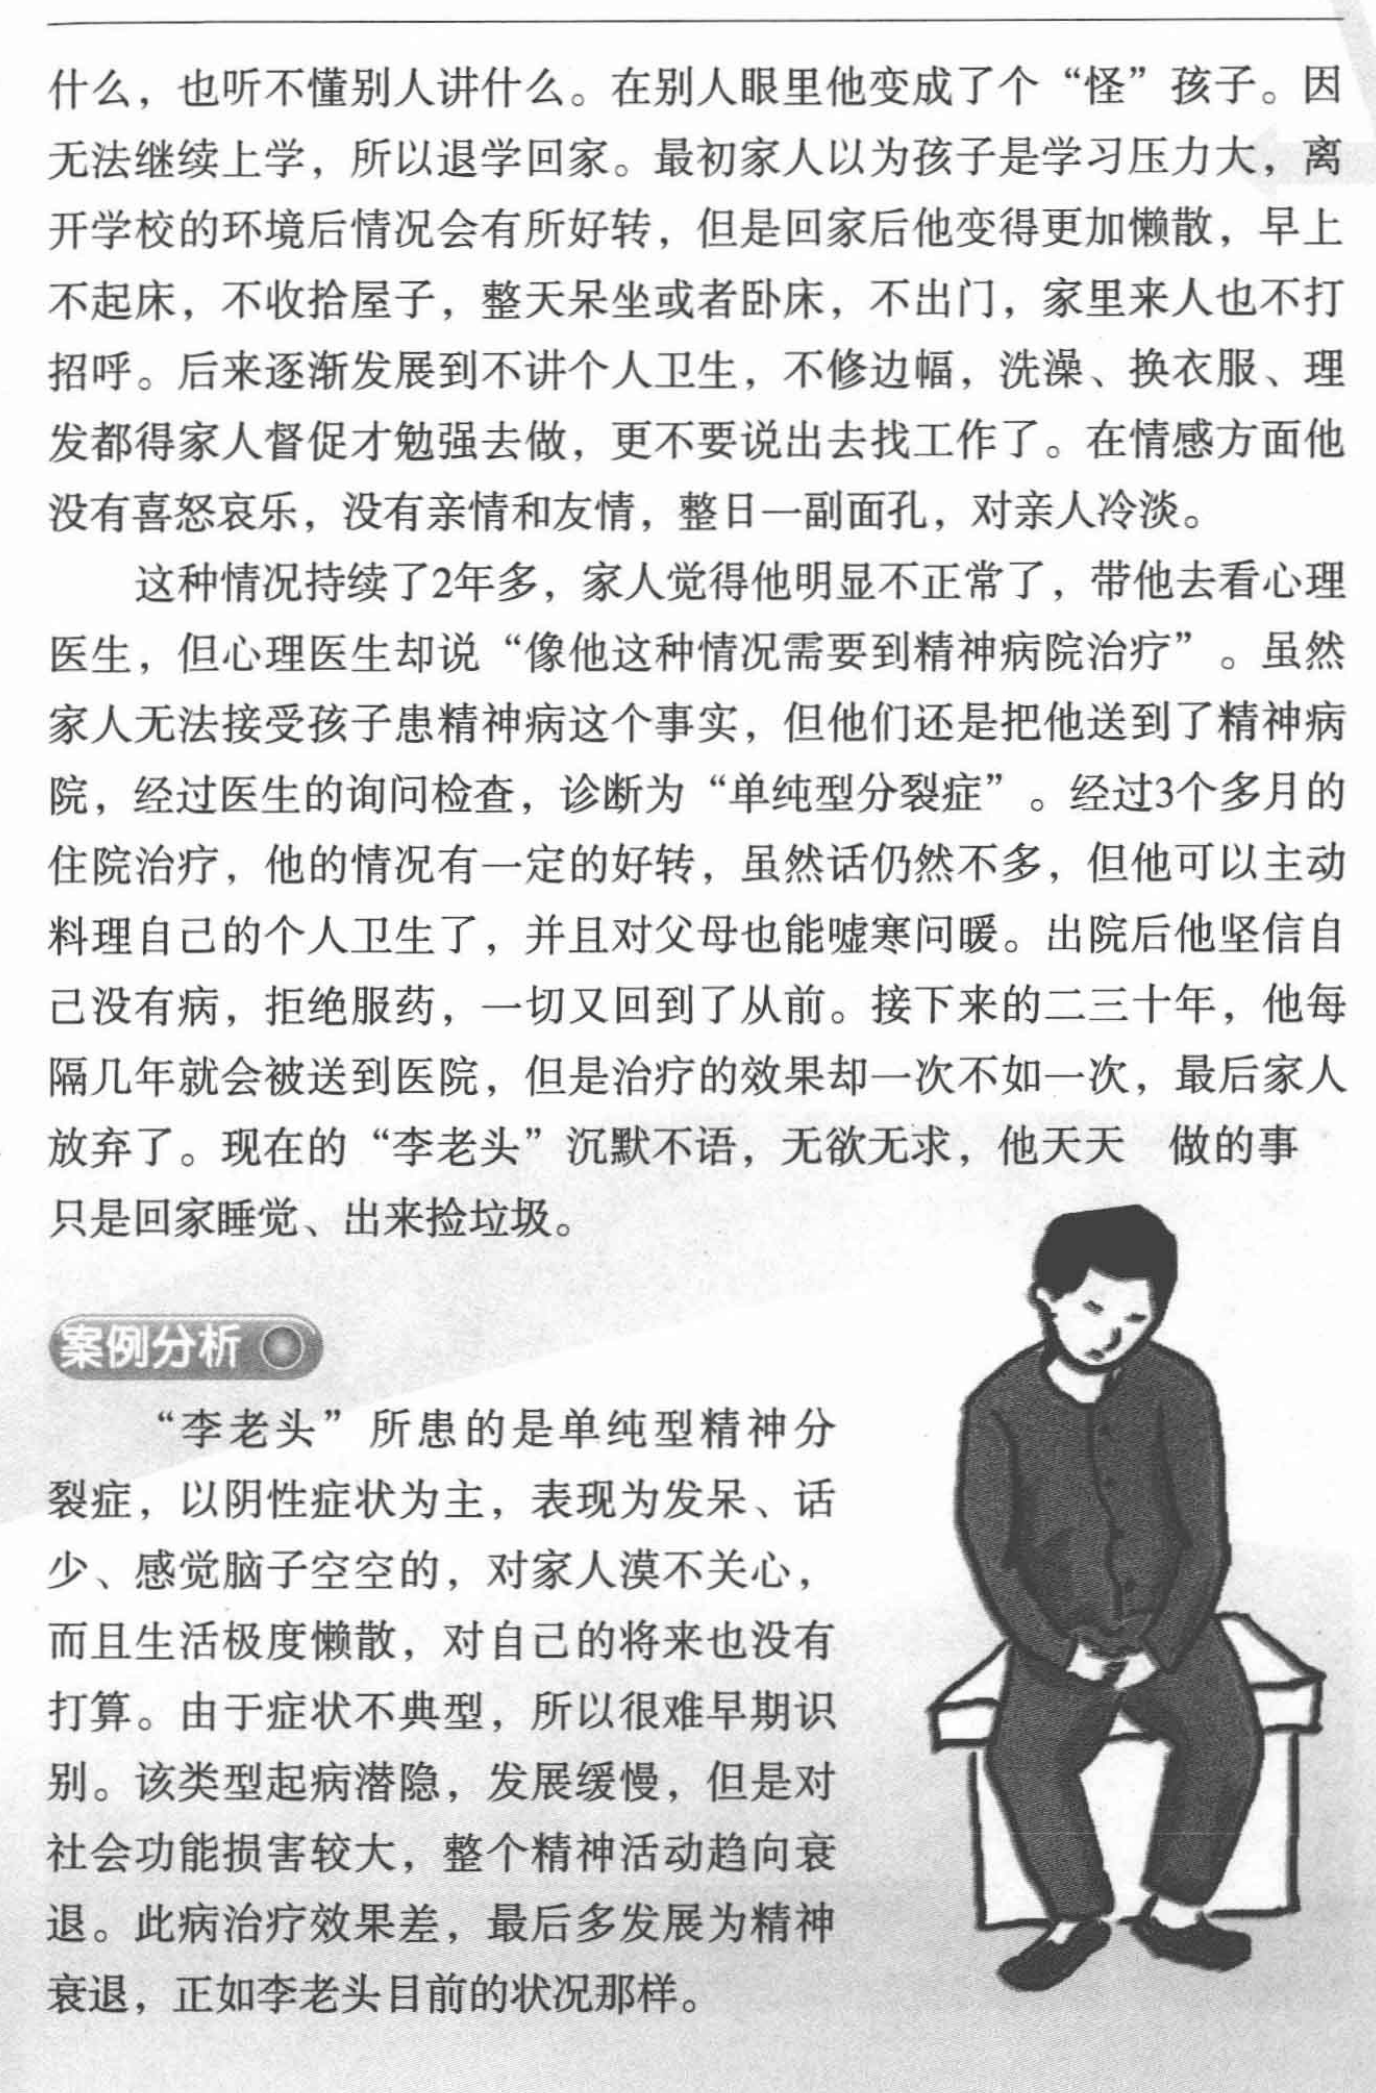 什么，也听不懂别人讲什么。在别人眼里他变成了个“怪”孩子。因
无法继续上学，所以退学回家。最初家人以为孩子是学习压力大，离
开学校的环境后情况会有所好转，但是回家后他变得更加懒散，早上
不起床，不收拾屋子，整天呆坐或者卧床，不出门，家里来人也不打
招呼。后来逐渐发展到不讲个人卫生，不修边幅，洗澡、换衣服、理
发都得家人督促才勉强去做，更不要说出去找工作了。在情感方面他
没有喜怒哀乐，没有亲情和友情，整日一副面孔，对亲人冷淡。
这种情况持续了2年多，家人觉得他明显不正常了，带他去看心理
医生，但心理医生却说“像他这种情况需要到精神病院治疗”。虽然
家人无法接受孩子患精神病这个事实，但他们还是把他送到了精神病
院，经过医生的询问检查，诊断为“单纯型分裂症”。经过3个多月的
住院治疗，他的情况有一定的好转，虽然话仍然不多，但他可以主动
料理自己的个人卫生了，并且对父母也能嘘寒问暖。出院后他坚信自
己没有病，拒绝服药，一切又回到了从前。接下来的二三十年，他每
隔几年就会被送到医院，但是治疗的效果却一次不如一次，最后家人
放弃了。现在的“李老头”沉默不语，无欲无求，他天天　做的事
只是回家睡觉、出来捡垃圾。
案例分析
“李老头”所患的是单纯型精神分
裂症，以阴性症状为主，表现为发呆、话
少、感觉脑子空空的，对家人漠不关心，
而且生活极度懒散，对自己的将来也没有
打算。由于症状不典型，所以很难早期识
别。该类型起病潜隐，发展缓慢，但是对
社会功能损害较大，整个精神活动趋向衰
退。此病治疗效果差，最后多发展为精神
衰退，正如李老头目前的状况那样。